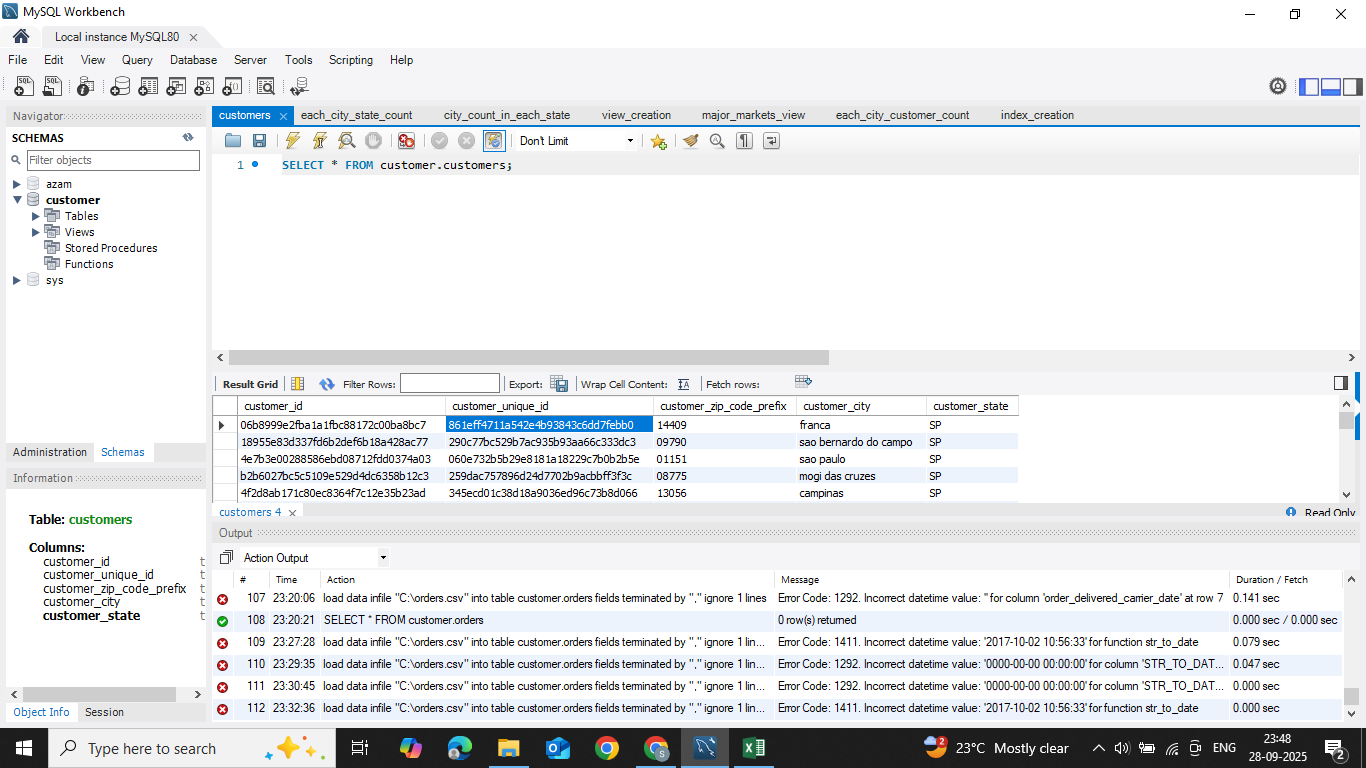 MySQL Workbench
Local instance MySQL80
File Edit View Query Database Server Tools Scripting Help
Navigator
SCHEMAS
Filter objects
azam
customer
Tables
Views
Stored Procedures
Functions
sys
Administration Schemas
Information
Table: customers
Columns:
customer_id t
customer_unique_id t
customer_zip_code_prefix t
customer_city t
customer_state t
Object Info Session
customers each_city_state_count city_count_in_each_state view_creation major_markets_view each_city_customer_count index_creation
Don't Limit
1 SELECT * FROM customer.customers;
Result Grid Filter Rows: Export: Wrap Cell Content: Fetch rows:
customer_id customer_unique_id customer_zip_code_prefix customer_city customer_state
06b8999e2fba1a1fbc88172c00ba8bc7 861eff4711a542e4b93843c6dd7febb0 14409 franca SP
18955e83d337fd6b2def6b18a428ac77 290c77bc529b7ac935b93aa66c333dc3 09790 sao bernardo do campo SP
4e7b3e00288586ebd08712fdd0374a03 060e732b5b29e8181a18229c7b0b2b5e 01151 sao paulo SP
b2b6027bc5c5109e529d4dc6358b12c3 259dac757896d24d7702b9acbbff3f3c 08775 mogi das cruzes SP
4f2d8ab171c80ec8364f7c12e35b23ad 345ecd01c38d18a9036ed96c73b8d066 13056 campinas SP
customers 4 Read Only
Output
Action Output
# Time Action Message Duration / Fetch
107 23:20:06 load data infile "C:\orders.csv" into table customer.orders fields terminated by "," ignore 1 lines Error Code: 1292. Incorrect datetime value: '' for column 'order_delivered_carrier_date' at row 7 0.141 sec
108 23:20:21 SELECT * FROM customer.orders 0 row(s) returned 0.000 sec / 0.000 sec
109 23:27:28 load data infile "C:\orders.csv" into table customer.orders fields terminated by "," ignore 1 lin... Error Code: 1411. Incorrect datetime value: '2017-10-02 10:56:33' for function str_to_date 0.079 sec
110 23:29:35 load data infile "C:\orders.csv" into table customer.orders fields terminated by "," ignore 1 lin... Error Code: 1292. Incorrect datetime value: '0000-00-00 00:00:00' for column 'STR_TO_DAT... 0.047 sec
111 23:30:45 load data infile "C:\orders.csv" into table customer.orders fields terminated by "," ignore 1 lin... Error Code: 1292. Incorrect datetime value: '0000-00-00 00:00:00' for column 'STR_TO_DAT... 0.000 sec
112 23:32:36 load data infile "C:\orders.csv" into table customer.orders fields terminated by "," ignore 1 lin... Error Code: 1411. Incorrect datetime value: '2017-10-02 10:56:33' for function str_to_date 0.000 sec
Type here to search
2
23°C Mostly clear
ENG
23:48
28-09-2025
2